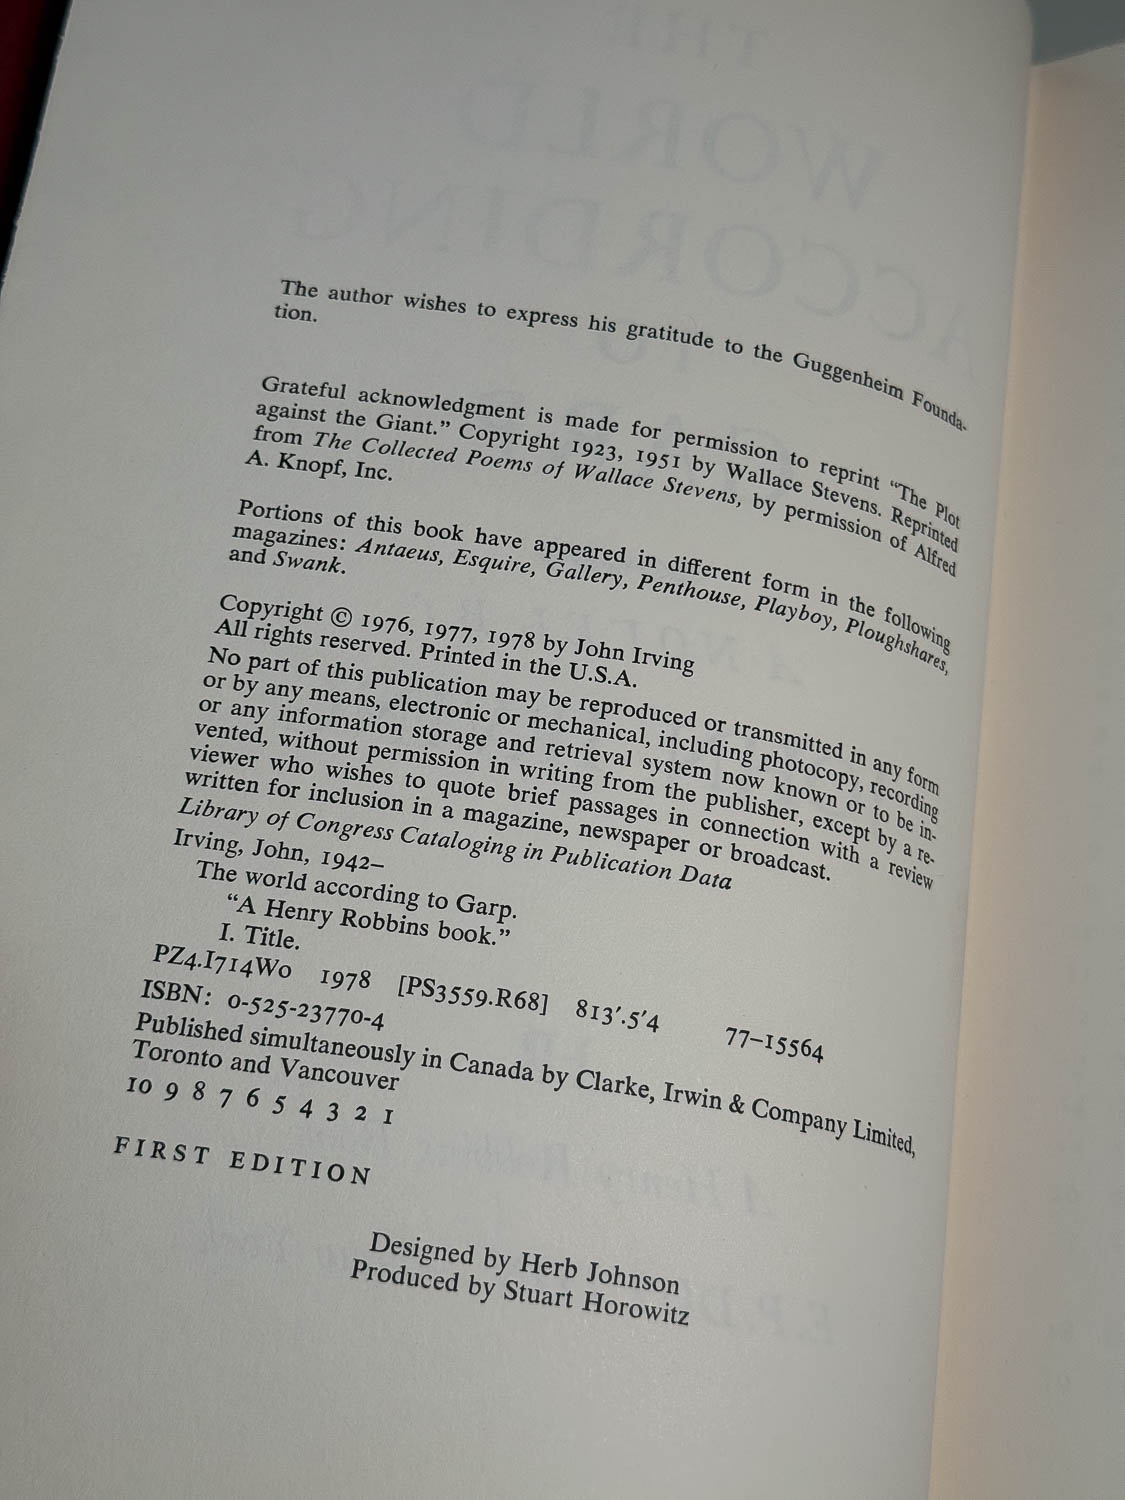 The author wishes to express his gratitude to the Guggenheim Founda-
tion.
Grateful acknowledgment is made for permission to reprint "The Plot
against the Giant." Copyright 1923, 1951 by Wallace Stevens. Reprinted
from The Collected Poems of Wallace Stevens, by permission of Alfred
A. Knopf, Inc.
Portions of this book have appeared in different form in the following
magazines: Antaeus, Esquire, Gallery, Penthouse, Playboy, Ploughshares,
and Swank.
Copyright © 1976, 1977, 1978 by John Irving
All rights reserved. Printed in the U.S.A.
No part of this publication may be reproduced or transmitted in any form
or by any means, electronic or mechanical, including photocopy, recording
or any information storage and retrieval system now known or to be in-
vented, without permission in writing from the publisher, except by a re-
viewer who wishes to quote brief passages in connection with a review
written for inclusion in a magazine, newspaper or broadcast.
Library of Congress Cataloging in Publication Data
Irving, John, 1942–
The world according to Garp.
"A Henry Robbins book."
I. Title.
PZ4.I714Wo 1978 [PS3559.R68] 813'.5'4 77–15564
ISBN: 0-525-23770-4
Published simultaneously in Canada by Clarke, Irwin & Company Limited,
Toronto and Vancouver
10 9 8 7 6 5 4 3 2 1
FIRST EDITION
Designed by Herb Johnson
Produced by Stuart Horowitz